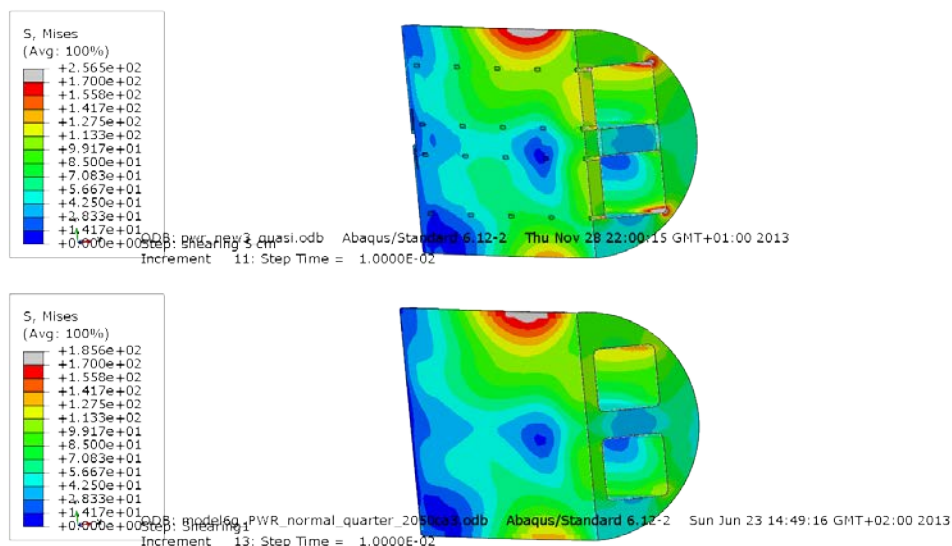 S, Mises
(Avg: 100%)
+2.565e+02
+1.700e+02
+1.558e+02
+1.417e+02
+1.275e+02
+1.133e+02
+9.917e+01
+8.500e+01
+7.083e+01
+5.667e+01
+4.250e+01
+2.833e+01
+1.417e+01
+0.000e+00
ODB: pwr_new3_quasi.odb Abaqus/Standard 6.12-2 Thu Nov 28 22:00:15 GMT+01:00 2013
Step: Shearing 5 cm
Increment 11: Step Time = 1.0000E-02
S, Mises
(Avg: 100%)
+1.856e+02
+1.700e+02
+1.558e+02
+1.417e+02
+1.275e+02
+1.133e+02
+9.917e+01
+8.500e+01
+7.083e+01
+5.667e+01
+4.250e+01
+2.833e+01
+1.417e+01
+0.000e+00
Abaqus/Standard 6.12-2 Sun Jun 23 14:49:16 GMT+02:00 2013
Step: Shearing1
Increment 13: Step Time = 1.0000E-02